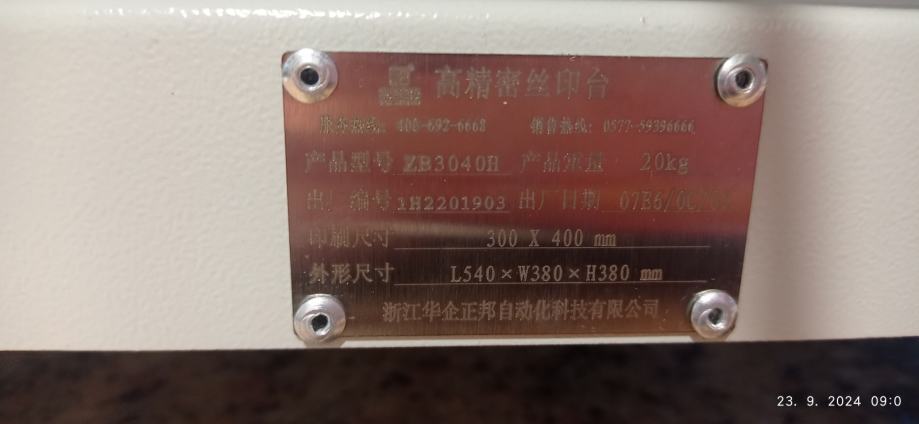 高精密丝印台
服务热线: 400-692-6668 销售热线: 0577-59396666
产品型号 ZB3040H 产品重量 20kg
出厂编号 1H2201903 出厂日期
印刷尺寸 300 X 400 mm
外形尺寸 L540×W380×H380 mm
浙江华企正邦自动化科技有限公司
23. 9. 2024 09:0